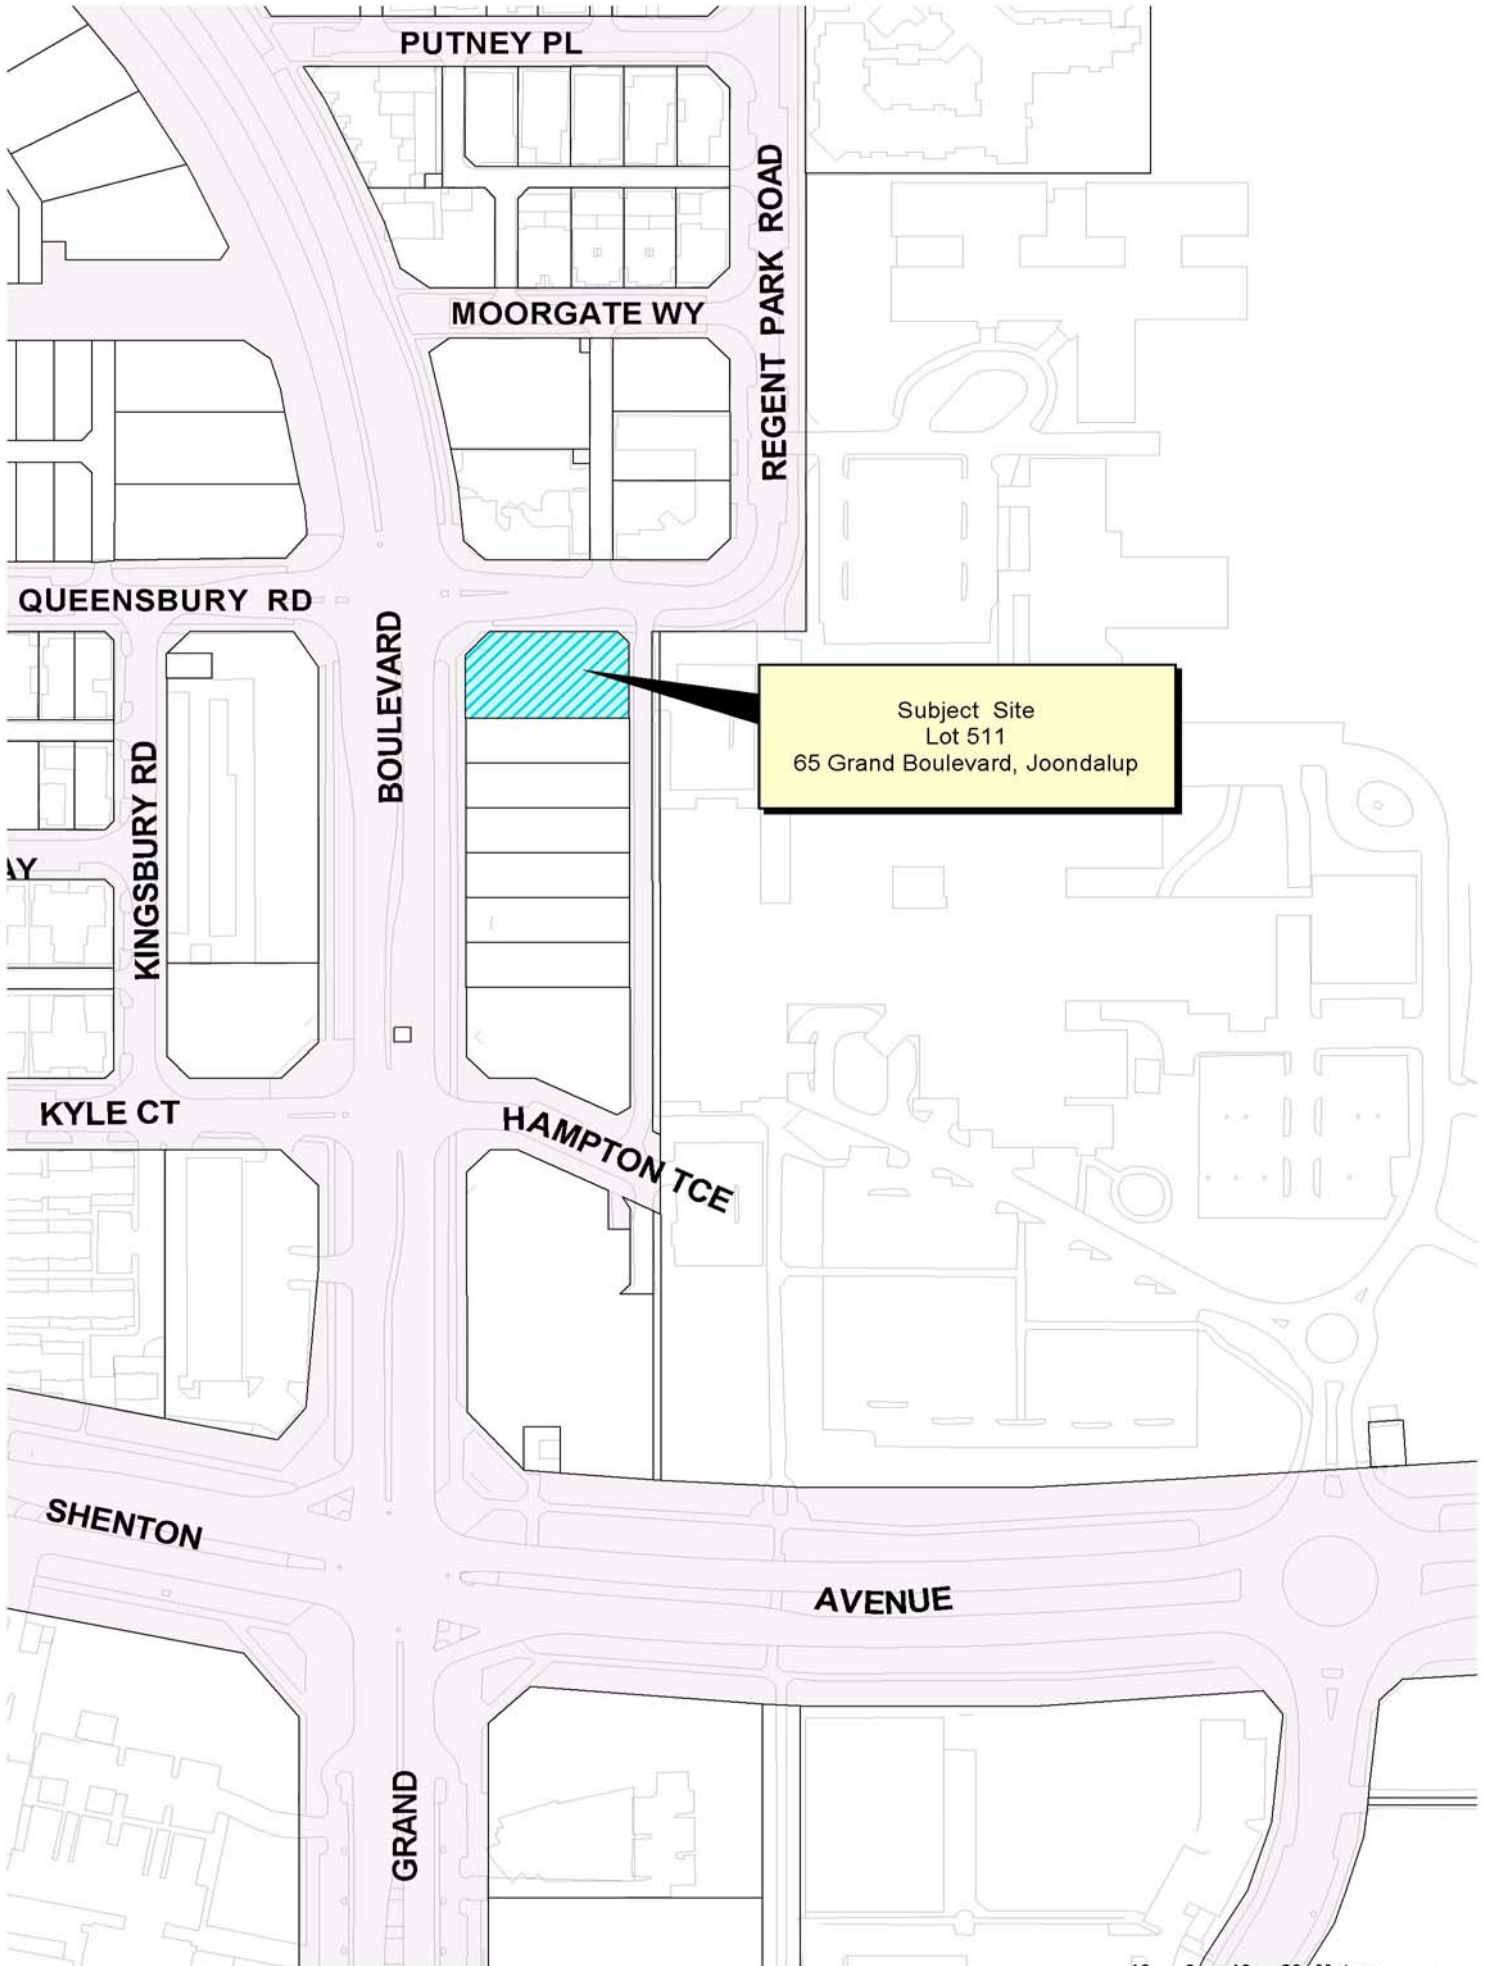 PUTNEY PL
REGENT PARK ROAD
MOORGATE WY
QUEENSBURY RD
BOULEVARD
Subject Site
Lot 511
65 Grand Boulevard, Joondalup
KINGSBURY RD
AY
KYLE CT
HAMPTON TCE
SHENTON
AVENUE
GRAND